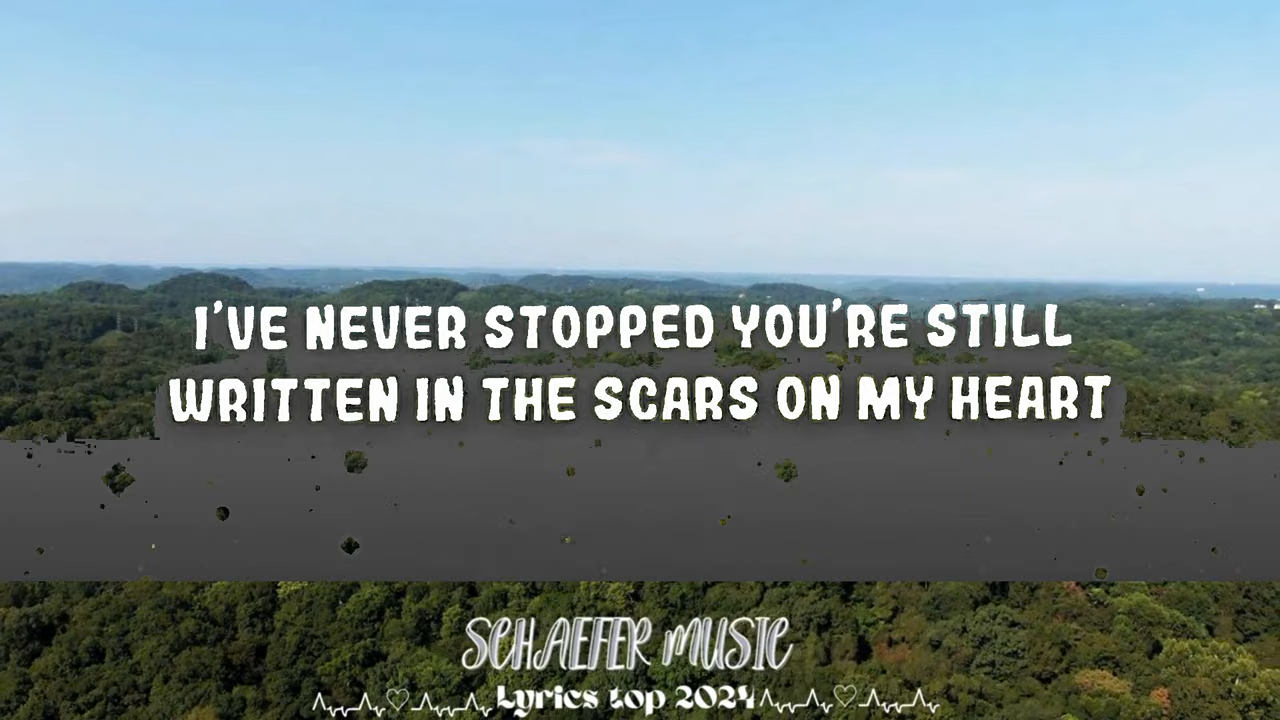 I'VE NEVER STOPPED YOU'RE STILL
WRITTEN IN THE SCARS ON MY HEART
SCHAEFER MUSIC
Lyrics top 2024